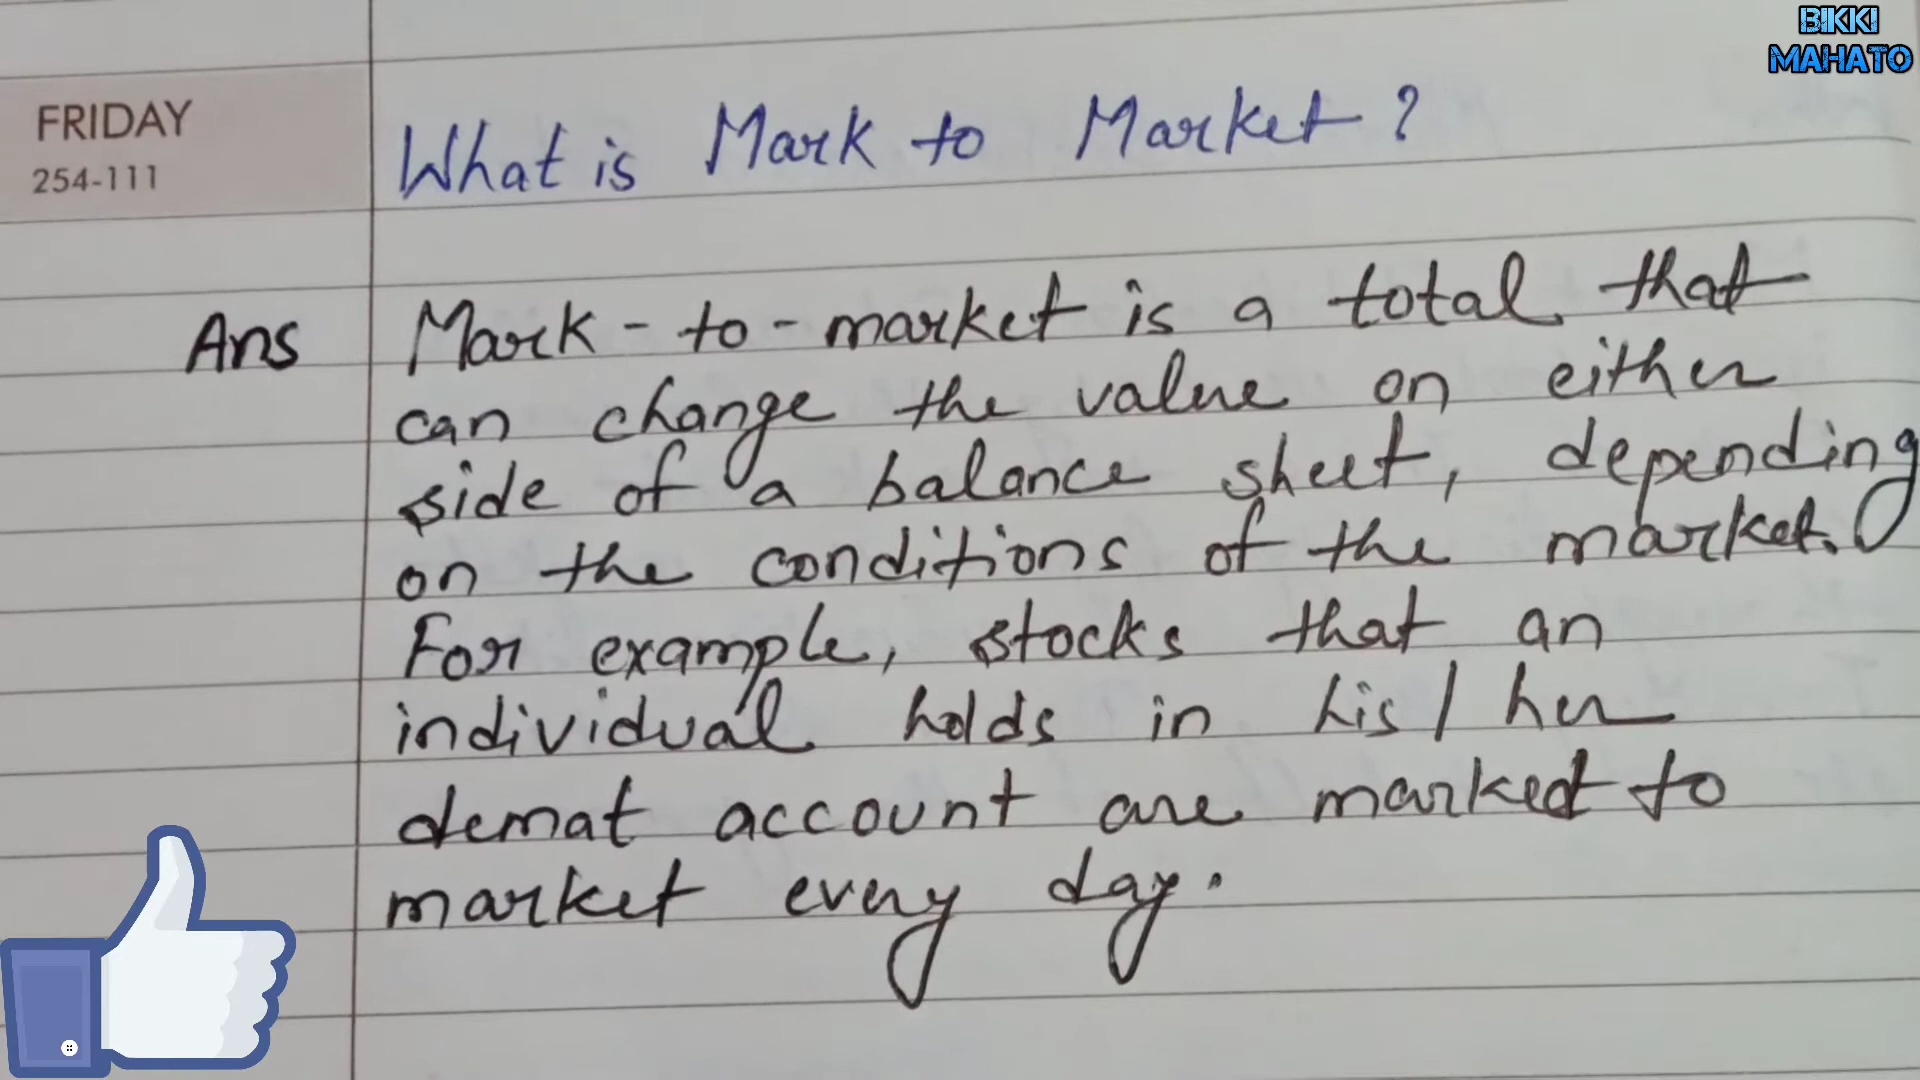 BIKKI
MAHATO
FRIDAY
254-111
What is Mark to Market?
Ans Mark-to-market is a total that
can change the value on either
side of a balance sheet, depending
on the conditions of the market.
For example, stocks that an
individual holds in his/her
demat account are marked to
market every day.